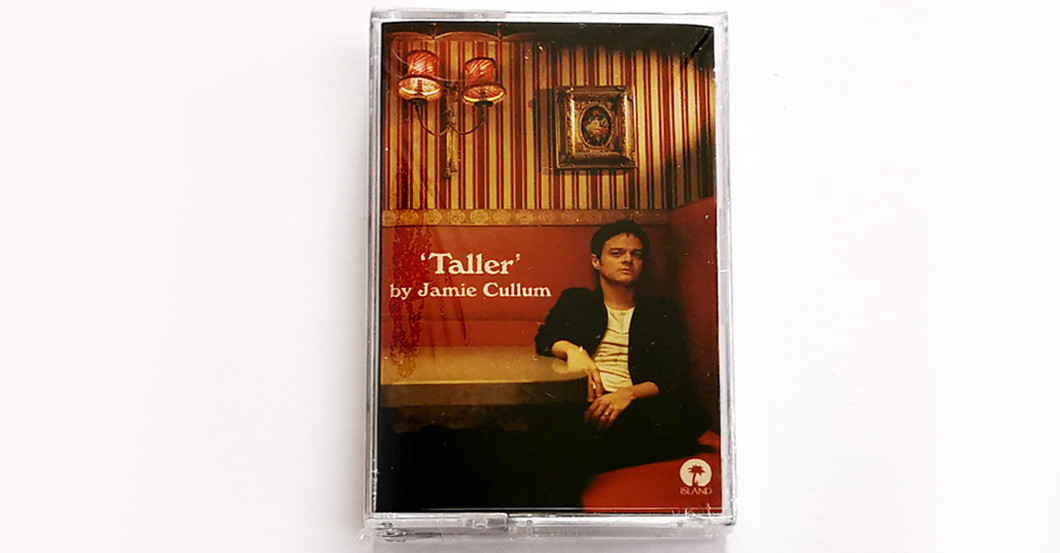 ‘Taller’
by Jamie Cullum
ISLAND